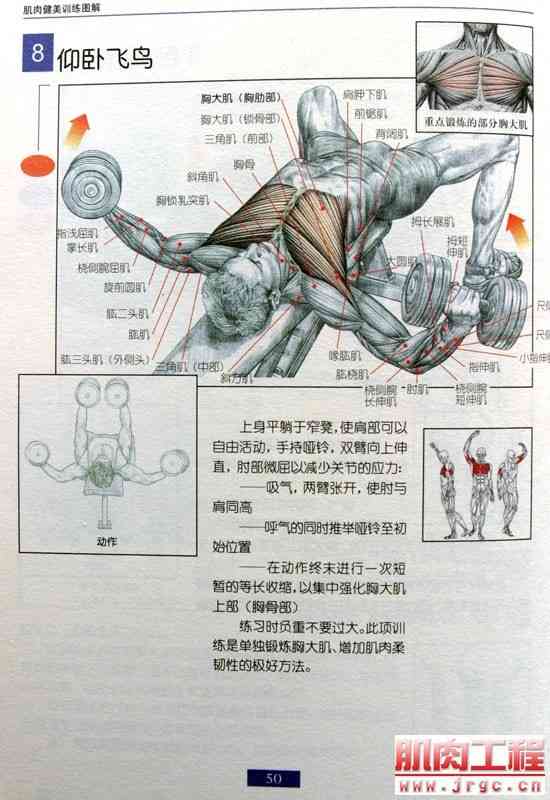 肌肉健美训练图解
8 仰卧飞鸟
重点锻炼的部分胸大肌
胸大肌（胸肋部）
胸大肌（锁骨部）
三角肌（前部）
胸骨
斜角肌
胸锁乳突肌
肩胛下肌
前锯肌
背阔肌
指浅屈肌
掌长肌
桡侧腕屈肌
旋前圆肌
肱二头肌
肱肌
肱三头肌（外侧头）
三角肌（中部）
斜方肌
拇长展肌
拇短
伸肌
大圆肌
喙肱肌
肱桡肌
桡侧腕
长伸肌
肘肌
桡侧腕
短伸肌
指伸肌
小指伸
尺侧
尺侧
动作
上身平躺于窄凳，使肩部可以
自由活动，手持哑铃，双臂向上伸
直，肘部微屈以减少关节的应力：
——吸气，两臂张开，使肘与
肩同高
——呼气的同时推举哑铃至初
始位置
——在动作终末进行一次短
暂的等长收缩，以集中强化胸大肌
上部（胸骨部）
练习时负重不要过大。此项训
练是单独锻炼胸大肌、增加肌肉柔
韧性的极好方法。
50
肌肉工程
www.jrgc.cn